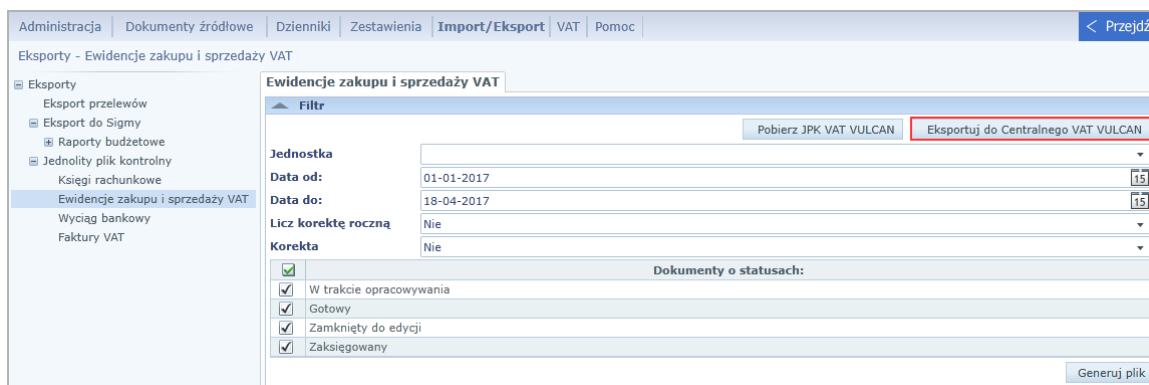 Administracja Dokumenty źródłowe Dzienniki Zestawienia Import/Eksport VAT Pomoc < Przejdź
Eksporty - Ewidencje zakupu i sprzedaży VAT
Eksporty
Eksport przelewów
Eksport do Sigmy
Raporty budżetowe
Jednolity plik kontrolny
Księgi rachunkowe
Ewidencje zakupu i sprzedaży VAT
Wyciąg bankowy
Faktury VAT
Ewidencje zakupu i sprzedaży VAT
Filtr
Pobierz JPK VAT VULCAN Eksportuj do Centralnego VAT VULCAN
Jednostka
Data od: 01-01-2017 15
Data do: 18-04-2017 15
Licz korektę roczną Nie
Korekta Nie
Dokumenty o statusach:
W trakcie opracowywania
Gotowy
Zamknięty do edycji
Zaksięgowany
Generuj plik